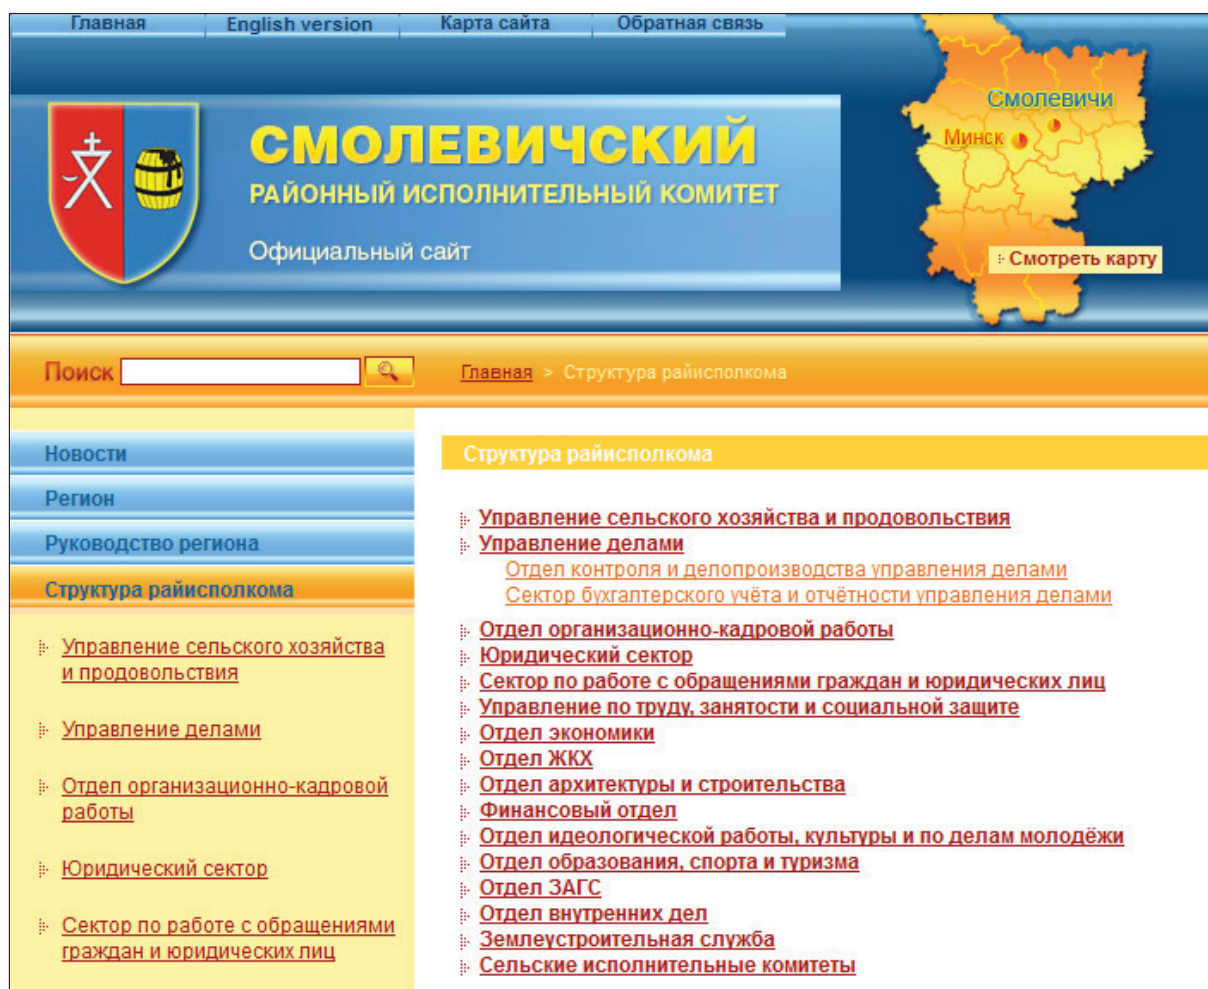 Главная
English version
Карта сайта
Обратная связь
СМОЛЕВИЧСКИЙ
РАЙОННЫЙ ИСПОЛНИТЕЛЬНЫЙ КОМИТЕТ
Официальный сайт
Смолевичи
Минск
Смотреть карту
Поиск
Главная > Структура райисполкома
Новости
Регион
Руководство региона
Структура райисполкома
Управление сельского хозяйства
и продовольствия
Управление делами
Отдел организационно-кадровой
работы
Юридический сектор
Сектор по работе с обращениями
граждан и юридических лиц
Структура райисполкома
Управление сельского хозяйства и продовольствия
Управление делами
Отдел контроля и делопроизводства управления делами
Сектор бухгалтерского учёта и отчётности управления делами
Отдел организационно-кадровой работы
Юридический сектор
Сектор по работе с обращениями граждан и юридических лиц
Управление по труду, занятости и социальной защите
Отдел экономики
Отдел ЖКХ
Отдел архитектуры и строительства
Финансовый отдел
Отдел идеологической работы, культуры и по делам молодёжи
Отдел образования, спорта и туризма
Отдел ЗАГС
Отдел внутренних дел
Землеустроительная служба
Сельские исполнительные комитеты